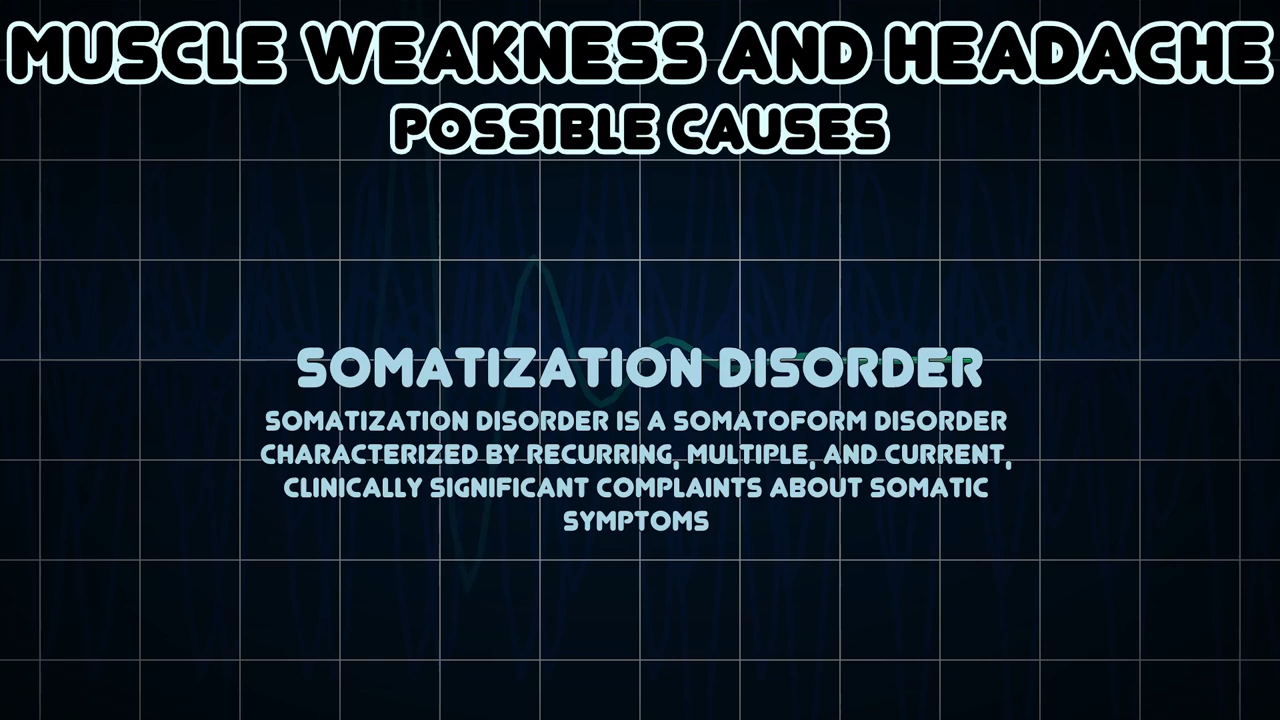 MUSCLE WEAKNESS AND HEADACHE
POSSIBLE CAUSES
SOMATIZATION DISORDER
SOMATIZATION DISORDER IS A SOMATOFORM DISORDER
CHARACTERIZED BY RECURRING, MULTIPLE, AND CURRENT,
CLINICALLY SIGNIFICANT COMPLAINTS ABOUT SOMATIC
SYMPTOMS